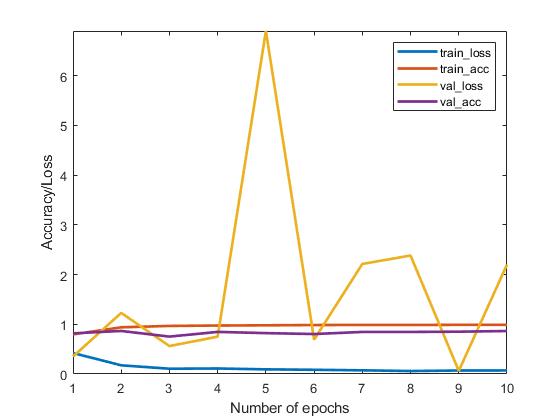 train_loss
train_acc
val_loss
val_acc
6
5
4
3
2
1
0
Accuracy/Loss
1 2 3 4 5 6 7 8 9 10
Number of epochs